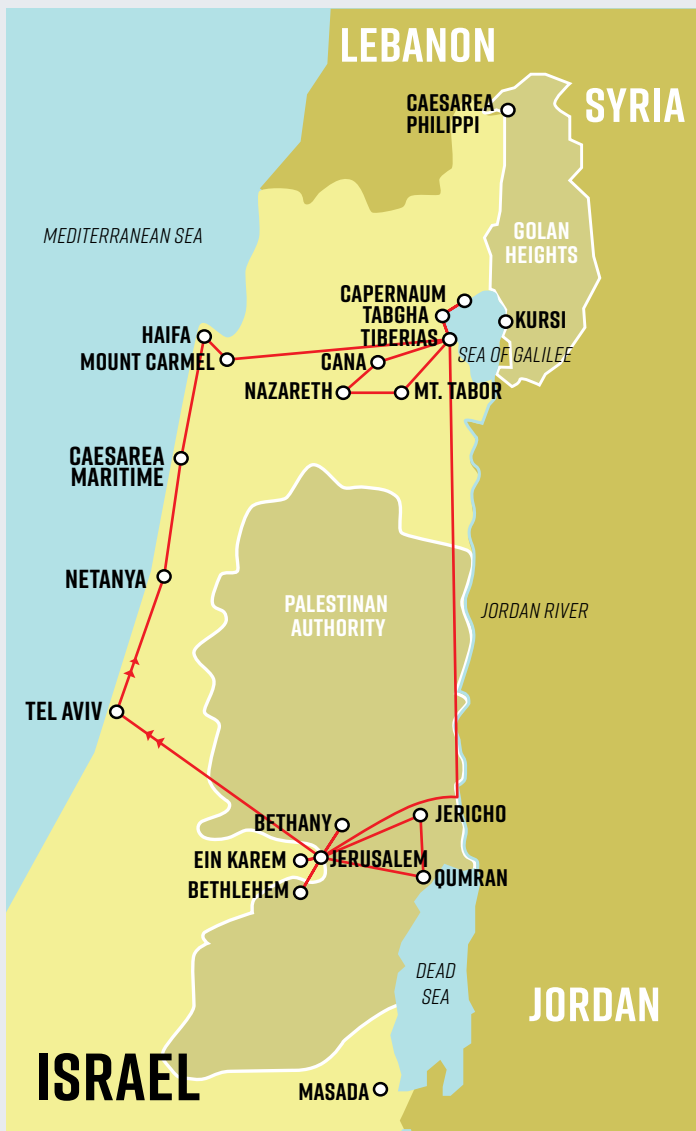 LEBANON
CAESAREA
PHILIPPI
SYRIA
MEDITERRANEAN SEA
GOLAN
HEIGHTS
CAPERNAUM
TABGHA
KURSI
HAIFA
TIBERIAS
SEA OF GALILEE
MOUNT CARMEL
CANA
NAZARETH
MT. TABOR
CAESAREA
MARITIME
NETANYA
PALESTINAN
AUTHORITY
JORDAN RIVER
TEL AVIV
BETHANY
JERICHO
EIN KAREM
JERUSALEM
BETHLEHEM
QUMRAN
DEAD
SEA
JORDAN
ISRAEL
MASADA